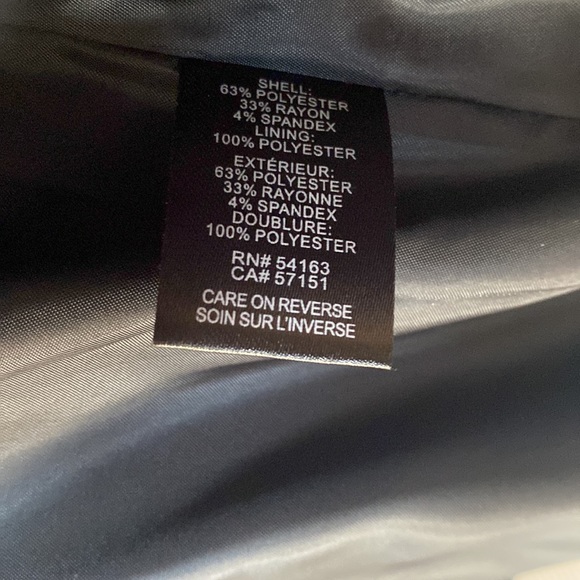 SHELL:
63% POLYESTER
33% RAYON
4% SPANDEX
LINING:
100% POLYESTER
EXTÉRIEUR:
63% POLYESTER
33% RAYONNE
4% SPANDEX
DOUBLURE:
100% POLYESTER
RN# 54163
CA# 57151
CARE ON REVERSE
SOIN SUR L'INVERSE